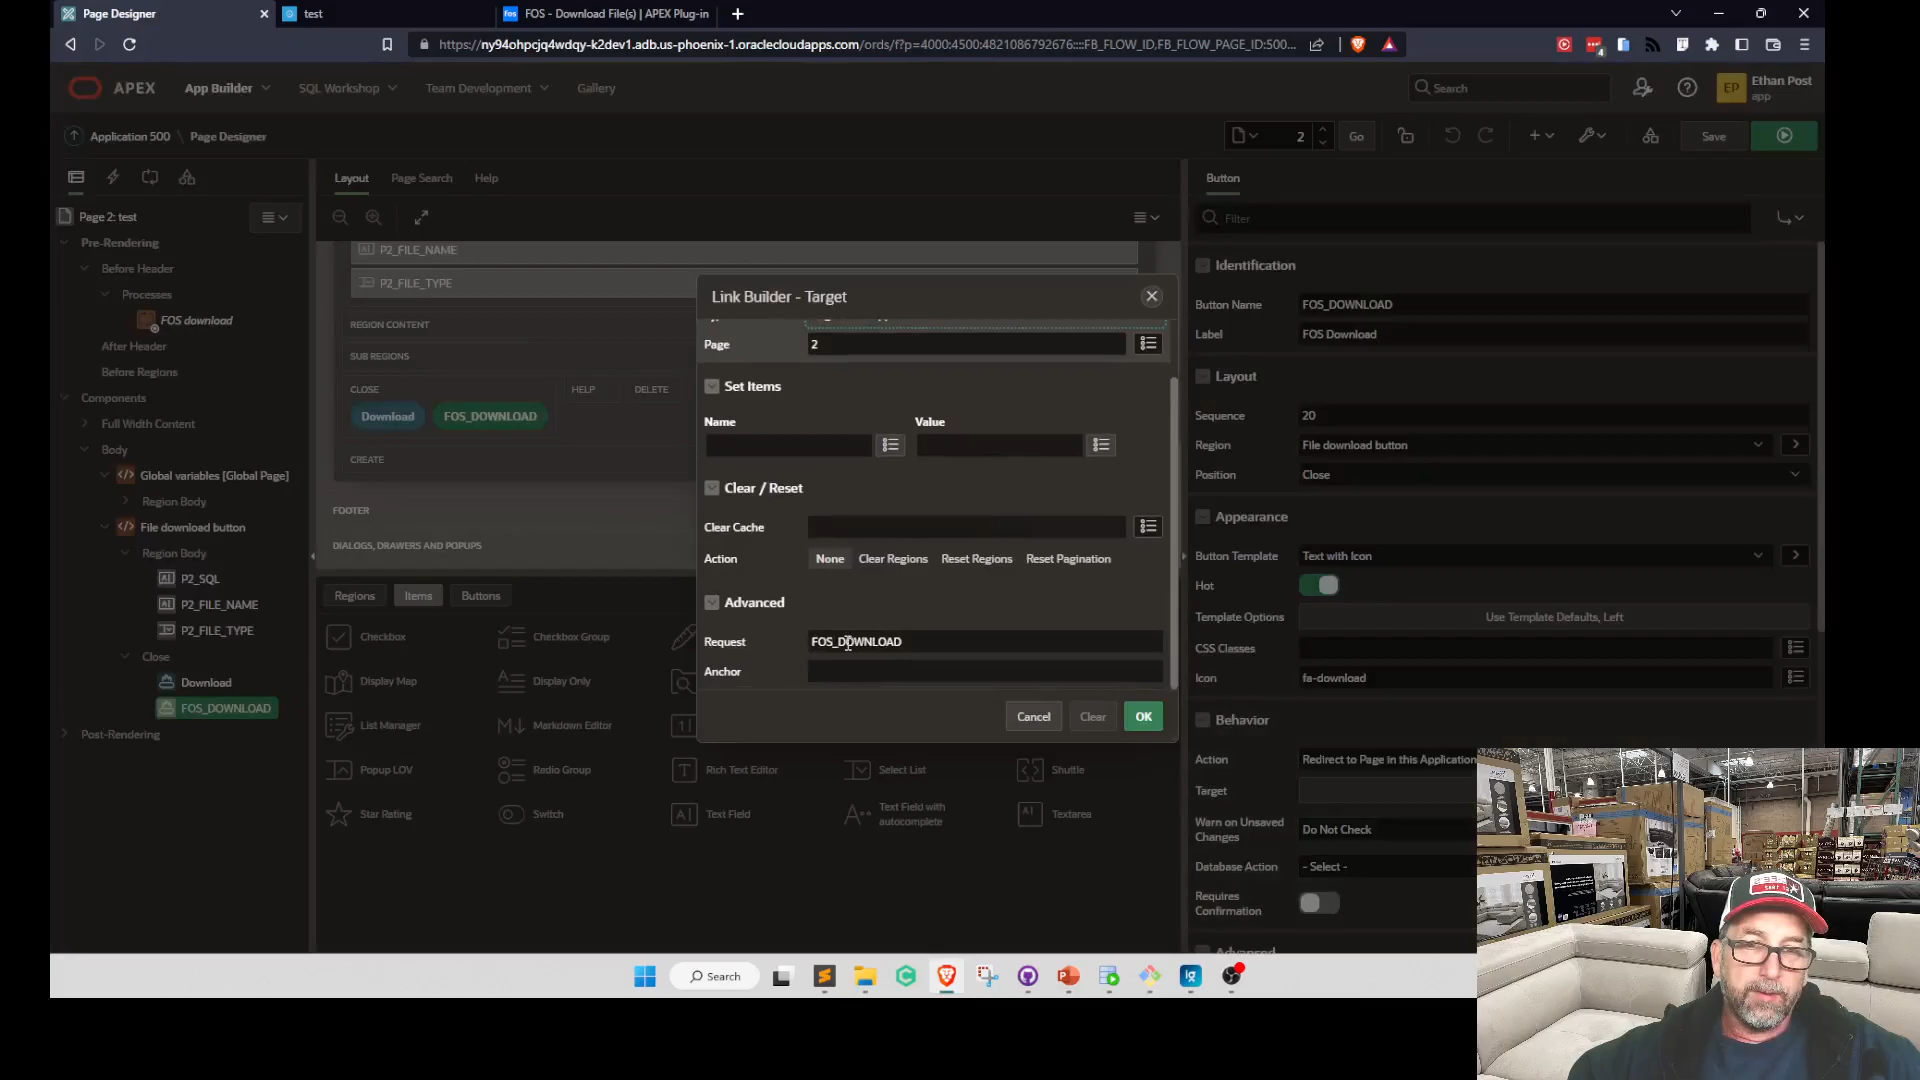 Page Designer
test
fos
FOS - Download File(s) | APEX Plug-in
https://ny94ohpcjq4wdqy-k2dev1.adb.us-phoenix-1.oraclecloudapps.com/ords/f?p=4000:4500:4821086792676::::FB_FLOW_ID,FB_FLOW_PAGE_ID:500...
4
APEX
App Builder
SQL Workshop
Team Development
Gallery
Search
EP
Ethan Post
app
Application 500 \ Page Designer
2
Go
Save
Layout
Page Search
Help
Button
Page 2: test
Filter
Pre-Rendering
Before Header
Processes
FOS download
After Header
Before Regions
Components
Full Width Content
Body
Global variables [Global Page]
Region Body
File download button
Region Body
P2_SQL
P2_FILE_NAME
P2_FILE_TYPE
Close
Download
FOS_DOWNLOAD
Post-Rendering
P2_FILE_NAME
P2_FILE_TYPE
REGION CONTENT
SUB REGIONS
CLOSE
HELP
DELETE
Download
FOS_DOWNLOAD
CREATE
FOOTER
DIALOGS, DRAWERS AND POPUPS
Regions
Items
Buttons
Checkbox
Checkbox Group
Display Map
Display Only
List Manager
Markdown Editor
Popup LOV
Radio Group
Rich Text Editor
Select List
Shuttle
Star Rating
Switch
Text Field
Text Field with
autocomplete
Textarea
Link Builder - Target
Page
2
Set Items
Name
Value
Clear / Reset
Clear Cache
Action
None
Clear Regions
Reset Regions
Reset Pagination
Advanced
Request
FOS_DOWNLOAD
Anchor
Cancel
Clear
OK
Identification
Button Name
FOS_DOWNLOAD
Label
FOS Download
Layout
Sequence
20
Region
File download button
Position
Close
Appearance
Button Template
Text with Icon
Hot
Template Options
Use Template Defaults, Left
CSS Classes
Icon
fa-download
Behavior
Action
Redirect to Page in this Application
Target
Warn on Unsaved
Changes
Do Not Check
Database Action
- Select -
Requires
Confirmation
Advanced
Search